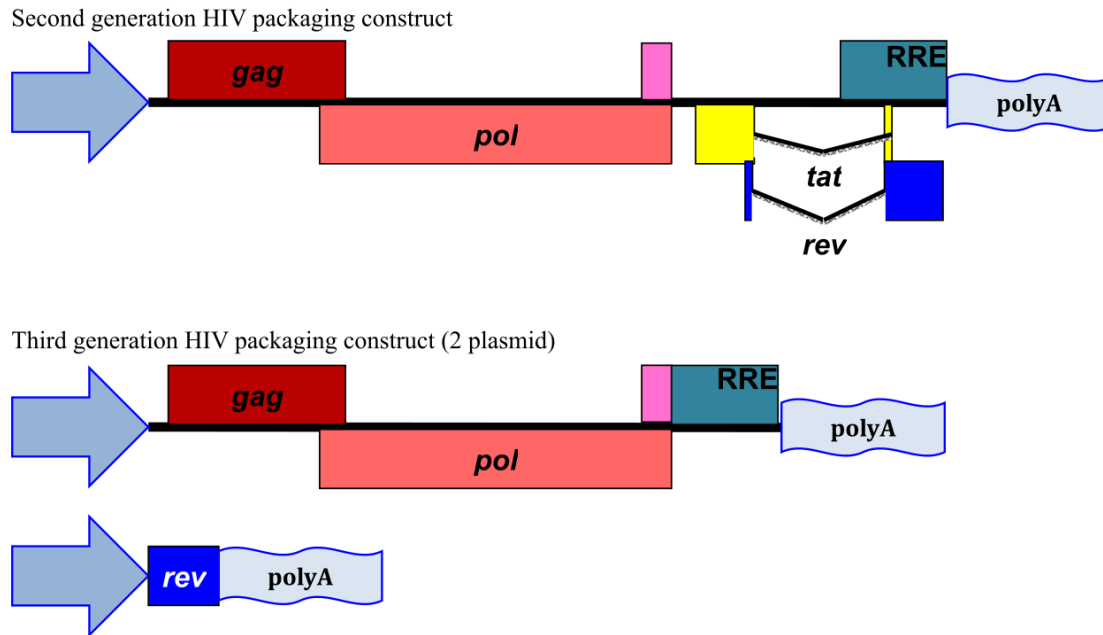 Second generation HIV packaging construct
gag
RRE
polyA
pol
tat
rev
Third generation HIV packaging construct (2 plasmid)
gag
RRE
polyA
pol
rev
polyA